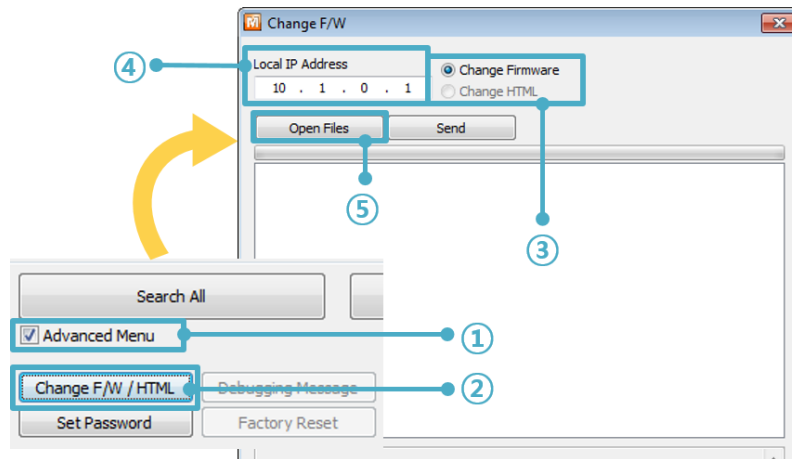 Change F/W
④
Local IP Address
10 . 1 . 0 . 1
Change Firmware
Change HTML
Open Files
Send
⑤
③
Search All
Advanced Menu
①
Change F/W / HTML
Debugging Message
②
Set Password
Factory Reset